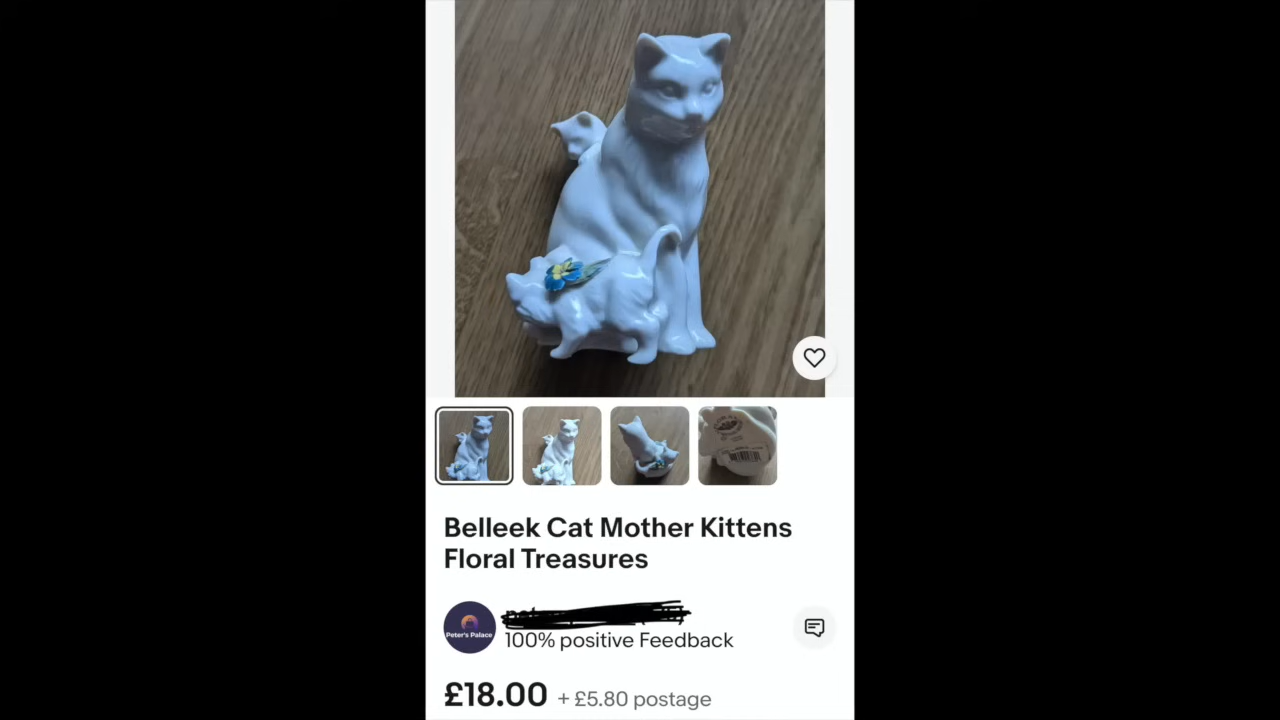 Belleek Cat Mother Kittens
Floral Treasures
Peter's Palace
100% positive Feedback
£18.00 + £5.80 postage